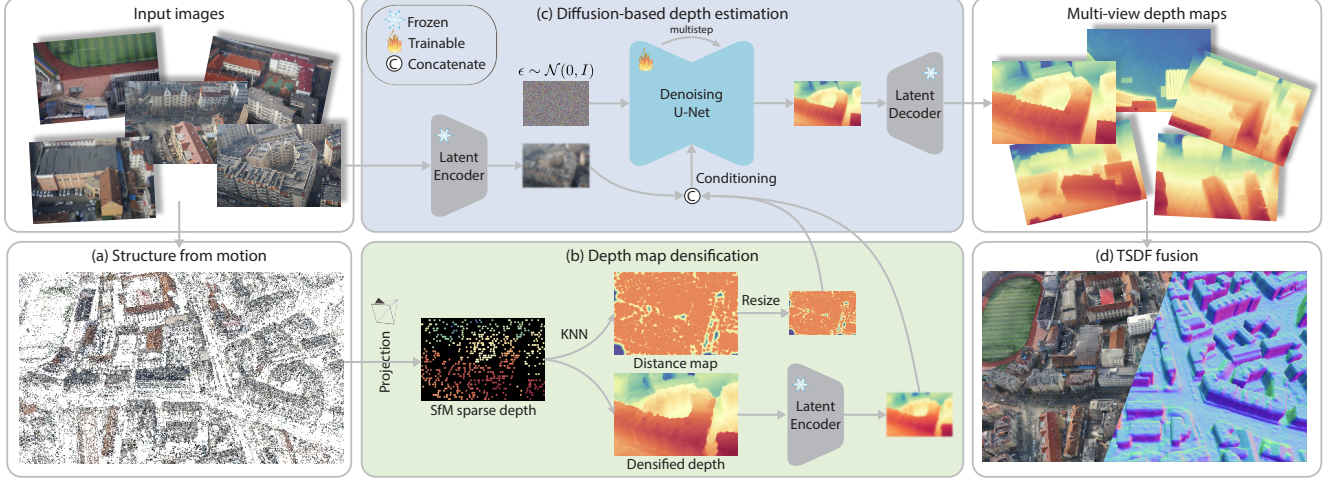 Input images
(c) Diffusion-based depth estimation
Multi-view depth maps
Frozen
Trainable
C Concatenate
multistep
ϵ ∼ 𝒩(0, I)
Denoising
U-Net
Latent
Encoder
Latent
Decoder
Conditioning
C
(a) Structure from motion
(b) Depth map densification
(d) TSDF fusion
Projection
KNN
Resize
Distance map
SfM sparse depth
Latent
Encoder
Densified depth